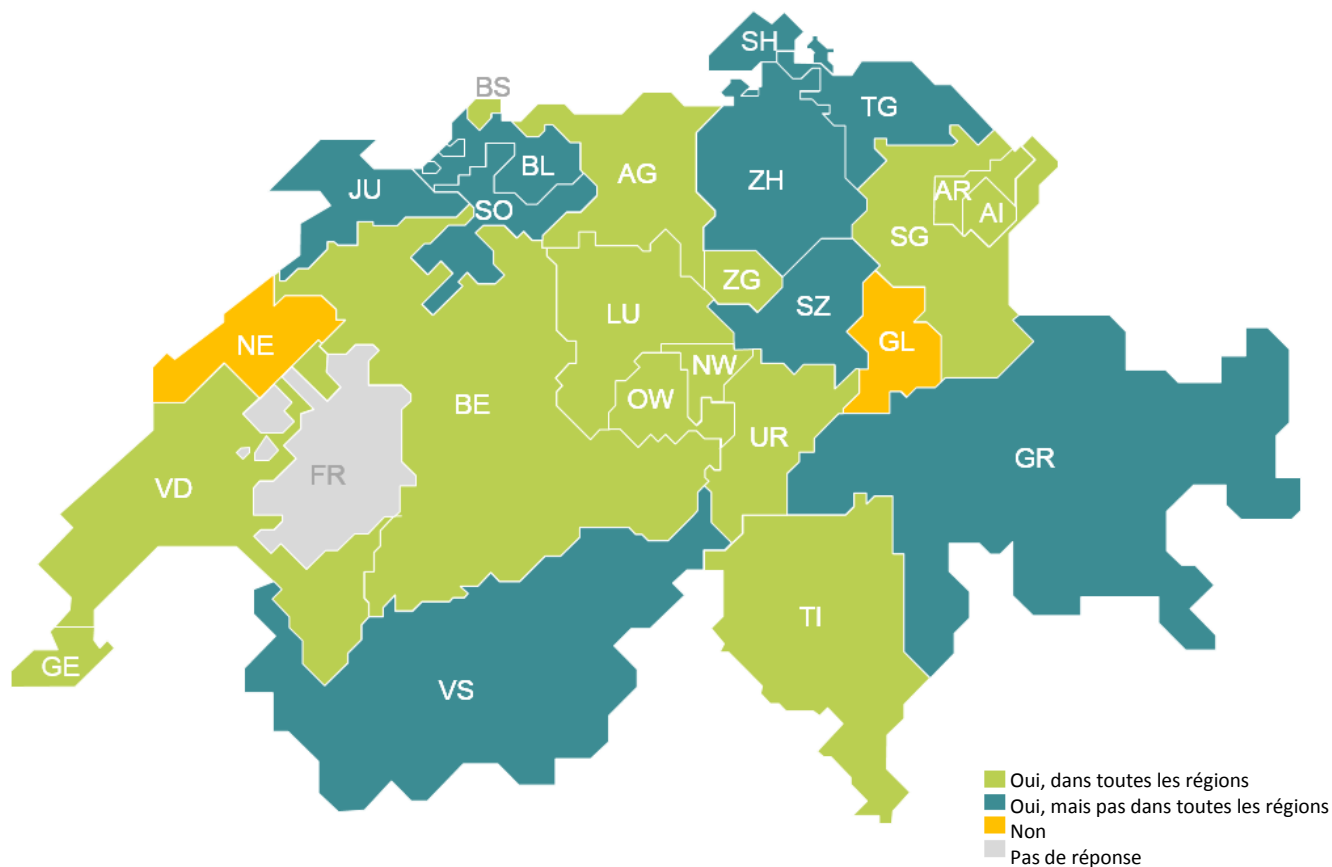 SH
BS
TG
BL
AG
ZH
JU
AR
SO
AI
SG
ZG
SZ
LU
NE
GL
NW
OW
BE
UR
GR
FR
VD
TI
GE
VS
Oui, dans toutes les régions
Oui, mais pas dans toutes les régions
Non
Pas de réponse